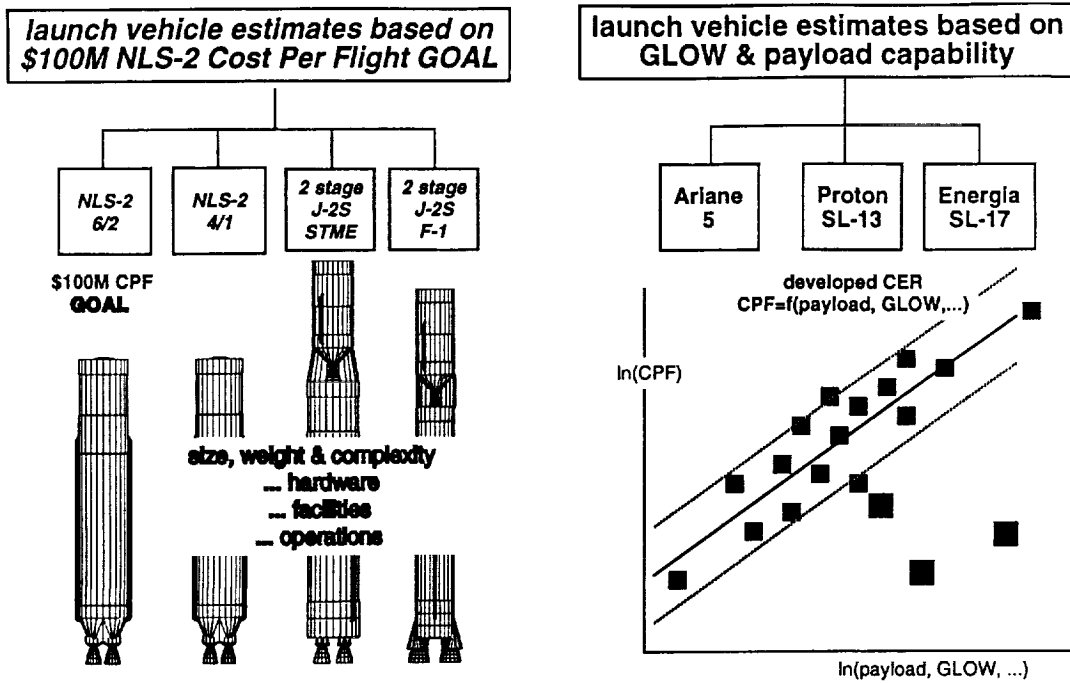 launch vehicle estimates based on
$100M NLS-2 Cost Per Flight GOAL
NLS-2
6/2
NLS-2
4/1
2 stage
J-2S
STME
2 stage
J-2S
F-1
$100M CPF
GOAL
size, weight & complexity
... hardware
... facilities
... operations
launch vehicle estimates based on
GLOW & payload capability
Ariane
5
Proton
SL-13
Energia
SL-17
developed CER
CPF=f(payload, GLOW,...)
ln(CPF)
ln(payload, GLOW, ...)